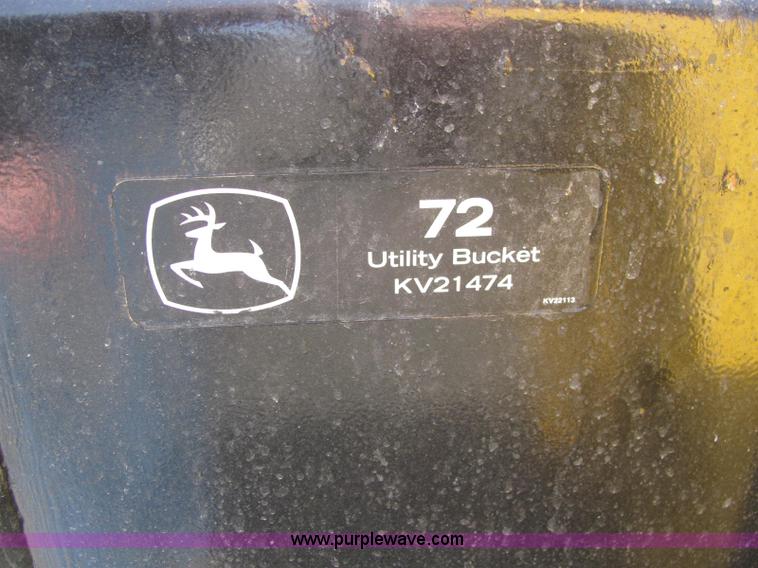 72
Utility Bucket
KV21474
KV22113
www.purplewave.com